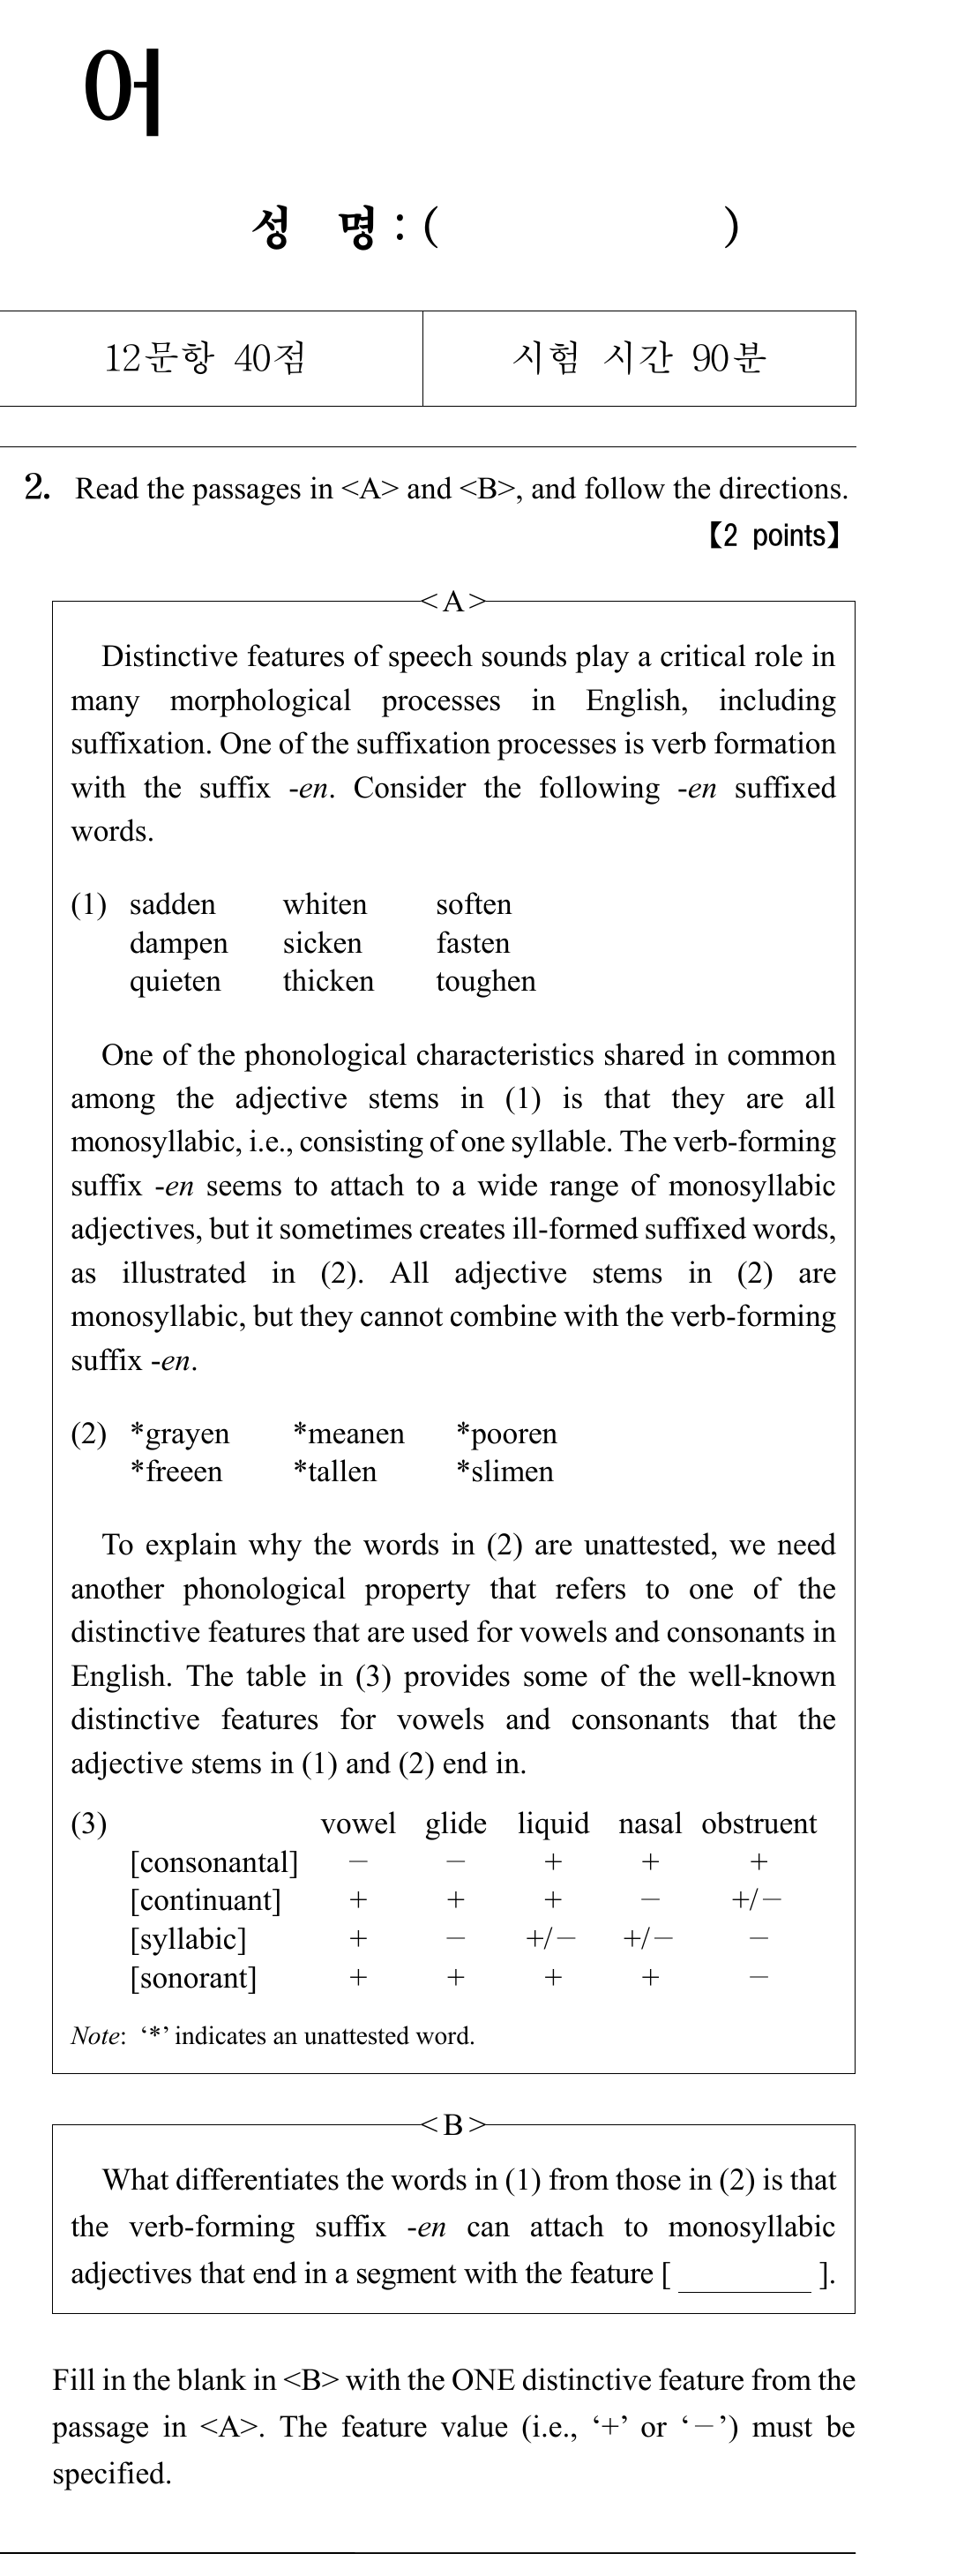 어
성 명 : ( )
12문항 40점 시험 시간 90분
2. Read the passages in <A> and <B>, and follow the directions.
【2 points】
<A>
Distinctive features of speech sounds play a critical role in
many morphological processes in English, including
suffixation. One of the suffixation processes is verb formation
with the suffix -en. Consider the following -en suffixed
words.
(1) sadden whiten soften
dampen sicken fasten
quieten thicken toughen
One of the phonological characteristics shared in common
among the adjective stems in (1) is that they are all
monosyllabic, i.e., consisting of one syllable. The verb-forming
suffix -en seems to attach to a wide range of monosyllabic
adjectives, but it sometimes creates ill-formed suffixed words,
as illustrated in (2). All adjective stems in (2) are
monosyllabic, but they cannot combine with the verb-forming
suffix -en.
(2) *grayen *meanen *pooren
*freeen *tallen *slimen
To explain why the words in (2) are unattested, we need
another phonological property that refers to one of the
distinctive features that are used for vowels and consonants in
English. The table in (3) provides some of the well-known
distinctive features for vowels and consonants that the
adjective stems in (1) and (2) end in.
(3) vowel glide liquid nasal obstruent
[consonantal] − − + + +
[continuant] + + + − +/−
[syllabic] + − +/− +/− −
[sonorant] + + + + −
Note: ‘*’ indicates an unattested word.
<B>
What differentiates the words in (1) from those in (2) is that
the verb-forming suffix -en can attach to monosyllabic
adjectives that end in a segment with the feature [ ________ ].
Fill in the blank in <B> with the ONE distinctive feature from the
passage in <A>. The feature value (i.e., ‘+’ or ‘−’) must be
specified.